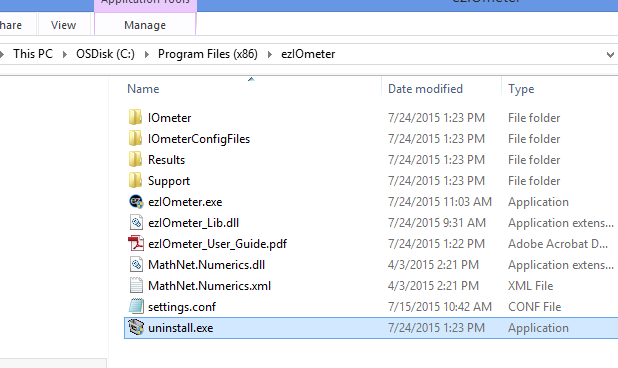 Application Tools
ezIOmeter
Share View Manage
This PC OSDisk (C:) Program Files (x86) ezIOmeter
Name Date modified Type
IOmeter 7/24/2015 1:23 PM File folder
IOmeterConfigFiles 7/24/2015 1:23 PM File folder
Results 7/24/2015 1:23 PM File folder
Support 7/24/2015 1:23 PM File folder
ezIOmeter.exe 7/24/2015 11:03 AM Application
ezIOmeter_Lib.dll 7/24/2015 9:31 AM Application extens...
ezIOmeter_User_Guide.pdf 7/24/2015 1:22 PM Adobe Acrobat D...
MathNet.Numerics.dll 4/3/2015 2:21 PM Application extens...
MathNet.Numerics.xml 4/3/2015 2:21 PM XML File
settings.conf 7/15/2015 10:42 AM CONF File
uninstall.exe 7/24/2015 1:23 PM Application